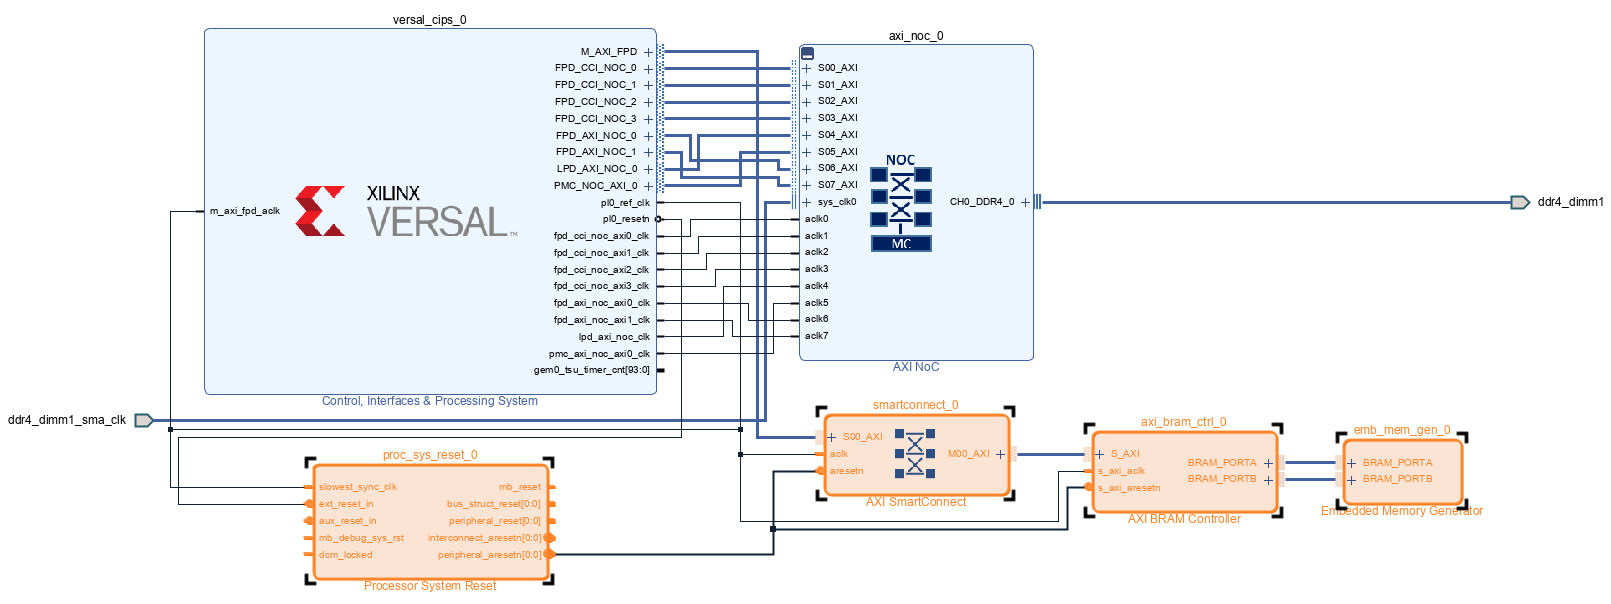 versal_cips_0
M_AXI_FPD
FPD_CCI_NOC_0
FPD_CCI_NOC_1
FPD_CCI_NOC_2
FPD_CCI_NOC_3
FPD_AXI_NOC_0
FPD_AXI_NOC_1
LPD_AXI_NOC_0
PMC_NOC_AXI_0
pl0_ref_clk
pl0_resetn
fpd_cci_noc_axi0_clk
fpd_cci_noc_axi1_clk
fpd_cci_noc_axi2_clk
fpd_cci_noc_axi3_clk
fpd_axi_noc_axi0_clk
fpd_axi_noc_axi1_clk
lpd_axi_noc_clk
pmc_axi_noc_axi0_clk
gem0_tsu_timer_cnt[93:0]
m_axi_fpd_aclk
XILINX
VERSAL™
Control, Interfaces & Processing System
axi_noc_0
S00_AXI
S01_AXI
S02_AXI
S03_AXI
S04_AXI
S05_AXI
S06_AXI
S07_AXI
sys_clk0
aclk0
aclk1
aclk2
aclk3
aclk4
aclk5
aclk6
aclk7
NOC
MC
CH0_DDR4_0
AXI NoC
ddr4_dimm1
ddr4_dimm1_sma_clk
proc_sys_reset_0
slowest_sync_clk
ext_reset_in
aux_reset_in
mb_debug_sys_rst
dcm_locked
mb_reset
bus_struct_reset[0:0]
peripheral_reset[0:0]
interconnect_aresetn[0:0]
peripheral_aresetn[0:0]
Processor System Reset
smartconnect_0
S00_AXI
aclk
aresetn
M00_AXI
AXI SmartConnect
axi_bram_ctrl_0
S_AXI
s_axi_aclk
s_axi_aresetn
BRAM_PORTA
BRAM_PORTB
AXI BRAM Controller
emb_mem_gen_0
BRAM_PORTA
BRAM_PORTB
Embedded Memory Generator